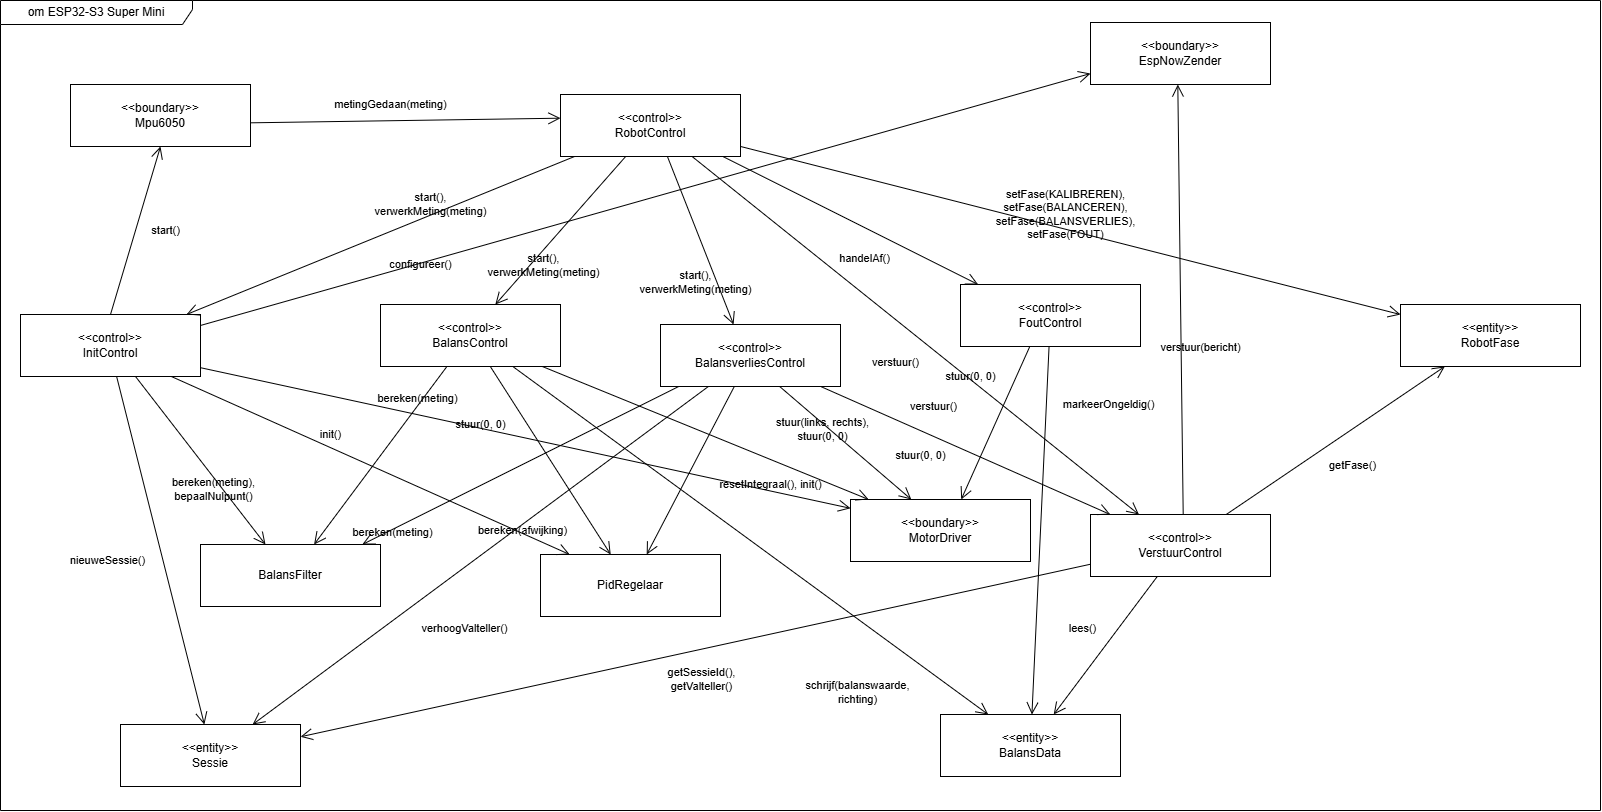 om ESP32-S3 Super Mini
<<boundary>>
EspNowZender
<<boundary>>
Mpu6050
metingGedaan(meting)
<<control>>
RobotControl
start(),
verwerkMeting(meting)
setFase(KALIBREREN),
setFase(BALANCEREN),
setFase(BALANSVERLIES),
setFase(FOUT)
start()
configureer()
start(),
verwerkMeting(meting)
start(),
verwerkMeting(meting)
handelAf()
<<control>>
InitControl
<<control>>
BalansControl
<<control>>
BalansverliesControl
<<control>>
FoutControl
<<entity>>
RobotFase
verstuur(bericht)
verstuur()
stuur(0, 0)
bereken(meting)
verstuur()
markeerOngeldig()
init()
stuur(0, 0)
stuur(links, rechts),
stuur(0, 0)
stuur(0, 0)
getFase()
bereken(meting),
bepaalNulpunt()
resetIntegraal(), init()
bereken(meting)
bereken(afwijking)
<<boundary>>
MotorDriver
<<control>>
VerstuurControl
nieuweSessie()
BalansFilter
PidRegelaar
verhoogValteller()
lees()
getSessieId(),
getValteller()
schrijf(balanswaarde,
richting)
<<entity>>
Sessie
<<entity>>
BalansData